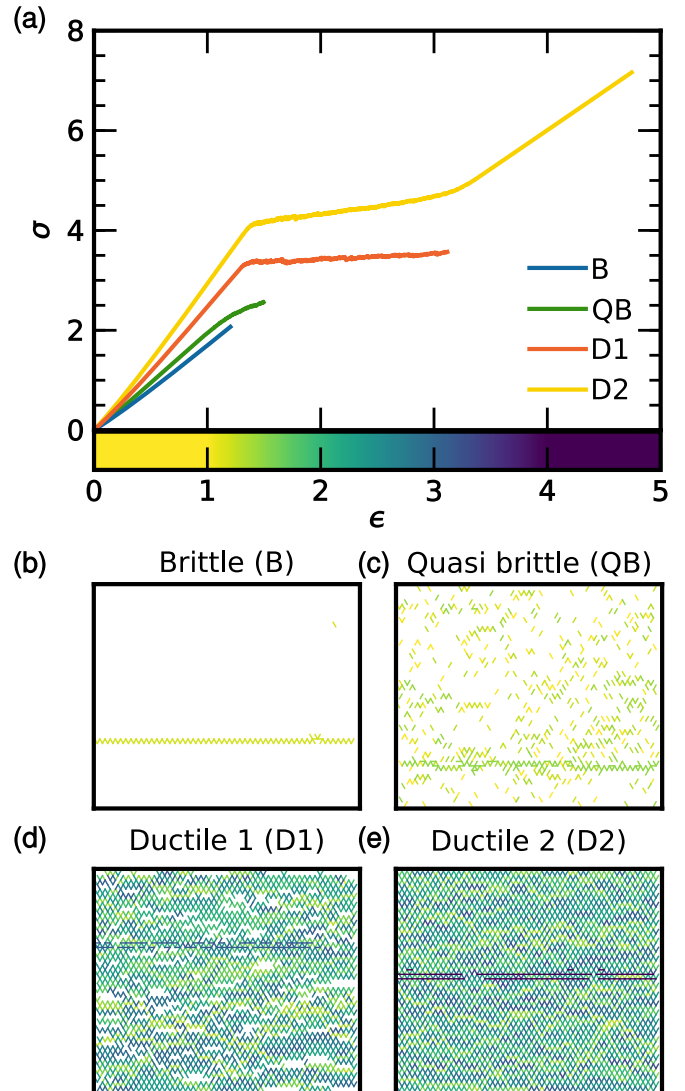 (a)
8
6
4
2
0
σ
B
QB
D1
D2
0 1 2 3 4 5
ϵ
(b) Brittle (B)
(c) Quasi brittle (QB)
(d) Ductile 1 (D1)
(e) Ductile 2 (D2)